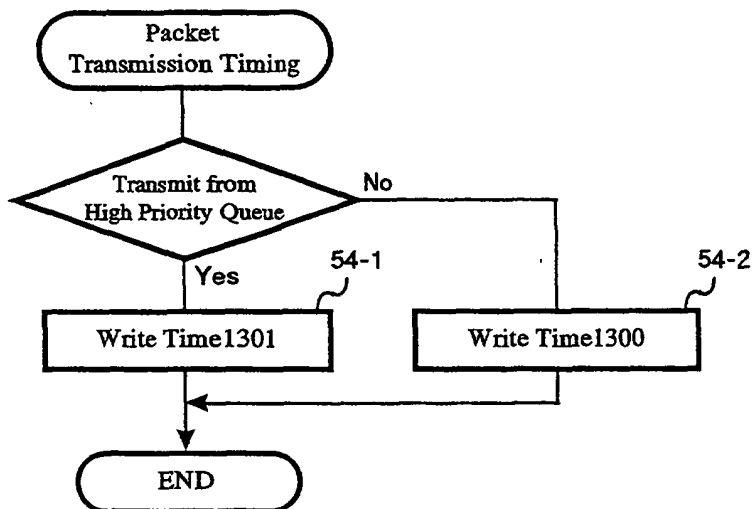 Packet
Transmission Timing
Transmit from
High Priority Queue
No
Yes
54-1
54-2
Write Time1301
Write Time1300
END